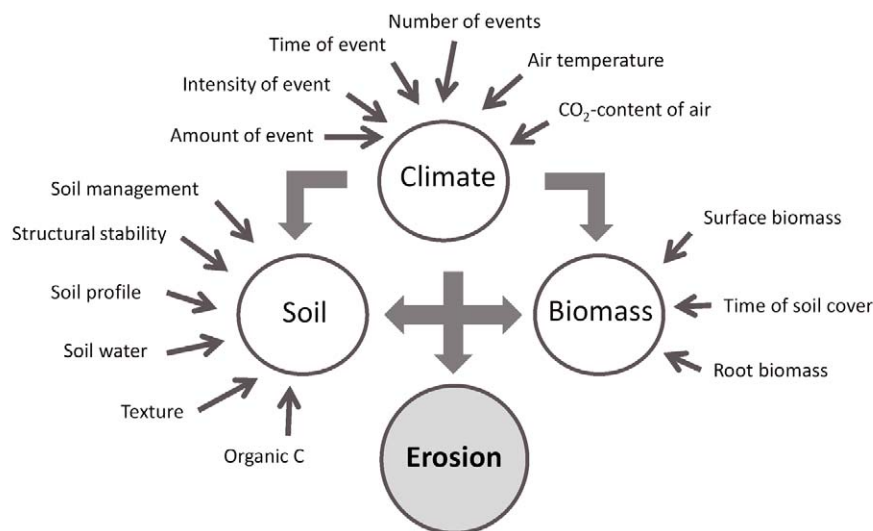 Number of events
Time of event
Air temperature
Intensity of event
CO₂-content of air
Amount of event
Climate
Soil management
Surface biomass
Structural stability
Soil profile
Soil
Biomass
Time of soil cover
Soil water
Root biomass
Texture
Organic C
Erosion